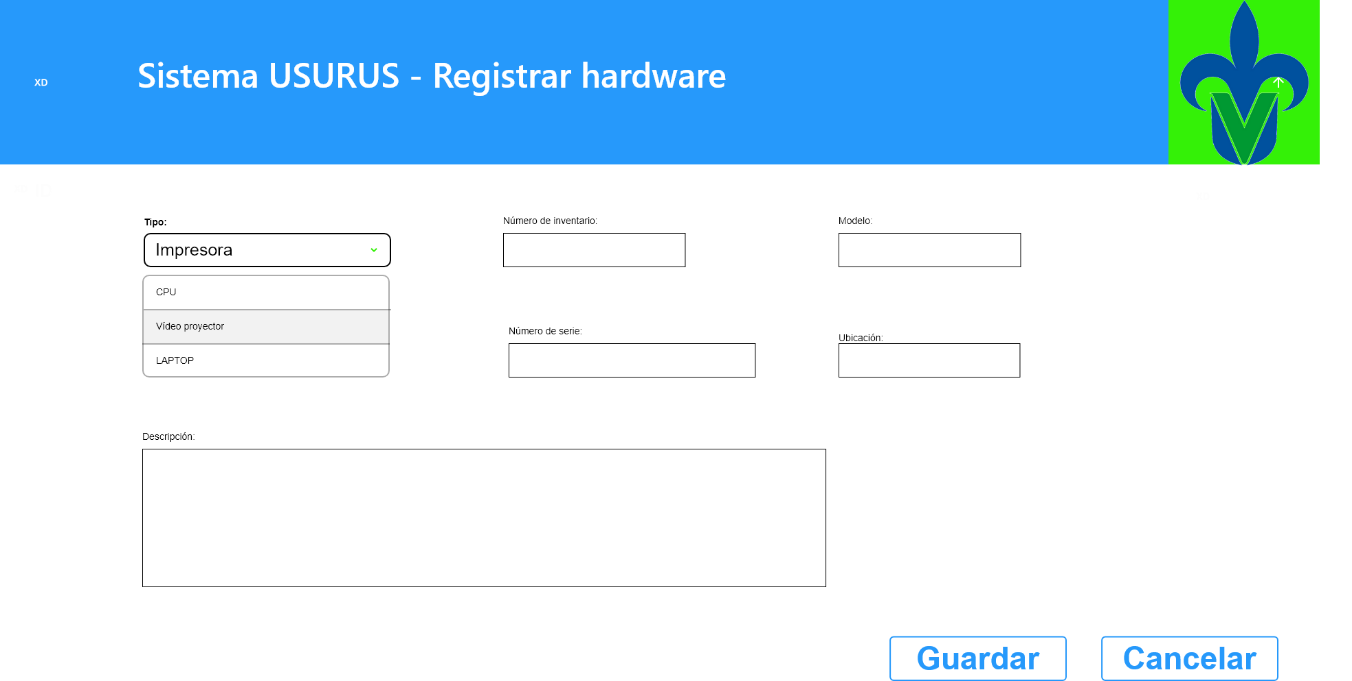 XD
Sistema USURUS - Registrar hardware
Tipo:
Número de inventario:
Modelo:
Impresora
CPU
Vídeo proyector
LAPTOP
Número de serie:
Ubicación:
Descripción:
Guardar
Cancelar